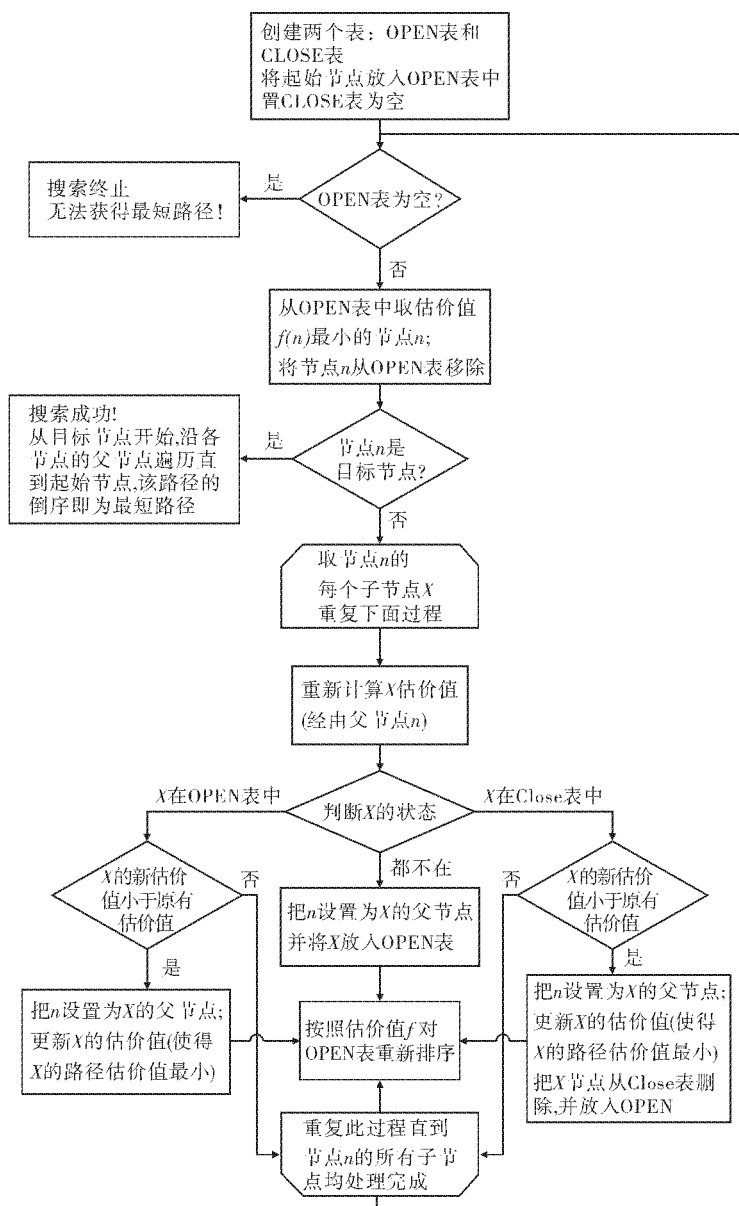 创建两个表：OPEN表和
CLOSE表
将起始节点放入OPEN表中
置CLOSE表为空
OPEN表为空?
是
搜索终止
无法获得最短路径!
否
从OPEN表中取估价值
f(n)最小的节点n;
将节点n从OPEN表移除
节点n是
目标节点?
是
搜索成功!
从目标节点开始,沿各
节点的父节点遍历直
到起始节点,该路径的
倒序即为最短路径
否
取节点n的
每个子节点X
重复下面过程
重新计算X估价值
(经由父节点n)
判断X的状态
X在OPEN表中
X在Close表中
都不在
X的新估价
值小于原有
估价值
否
是
把n设置为X的父节点
并将X放入OPEN表
否
X的新估价
值小于原有
估价值
是
把n设置为X的父节点;
更新X的估价值(使得
X的路径估价值最小)
按照估价值f对
OPEN表重新排序
把n设置为X的父节点;
更新X的估价值(使得
X的路径估价值最小)
把X节点从Close表删
除,并放入OPEN
重复此过程直到
节点n的所有子节
点均处理完成